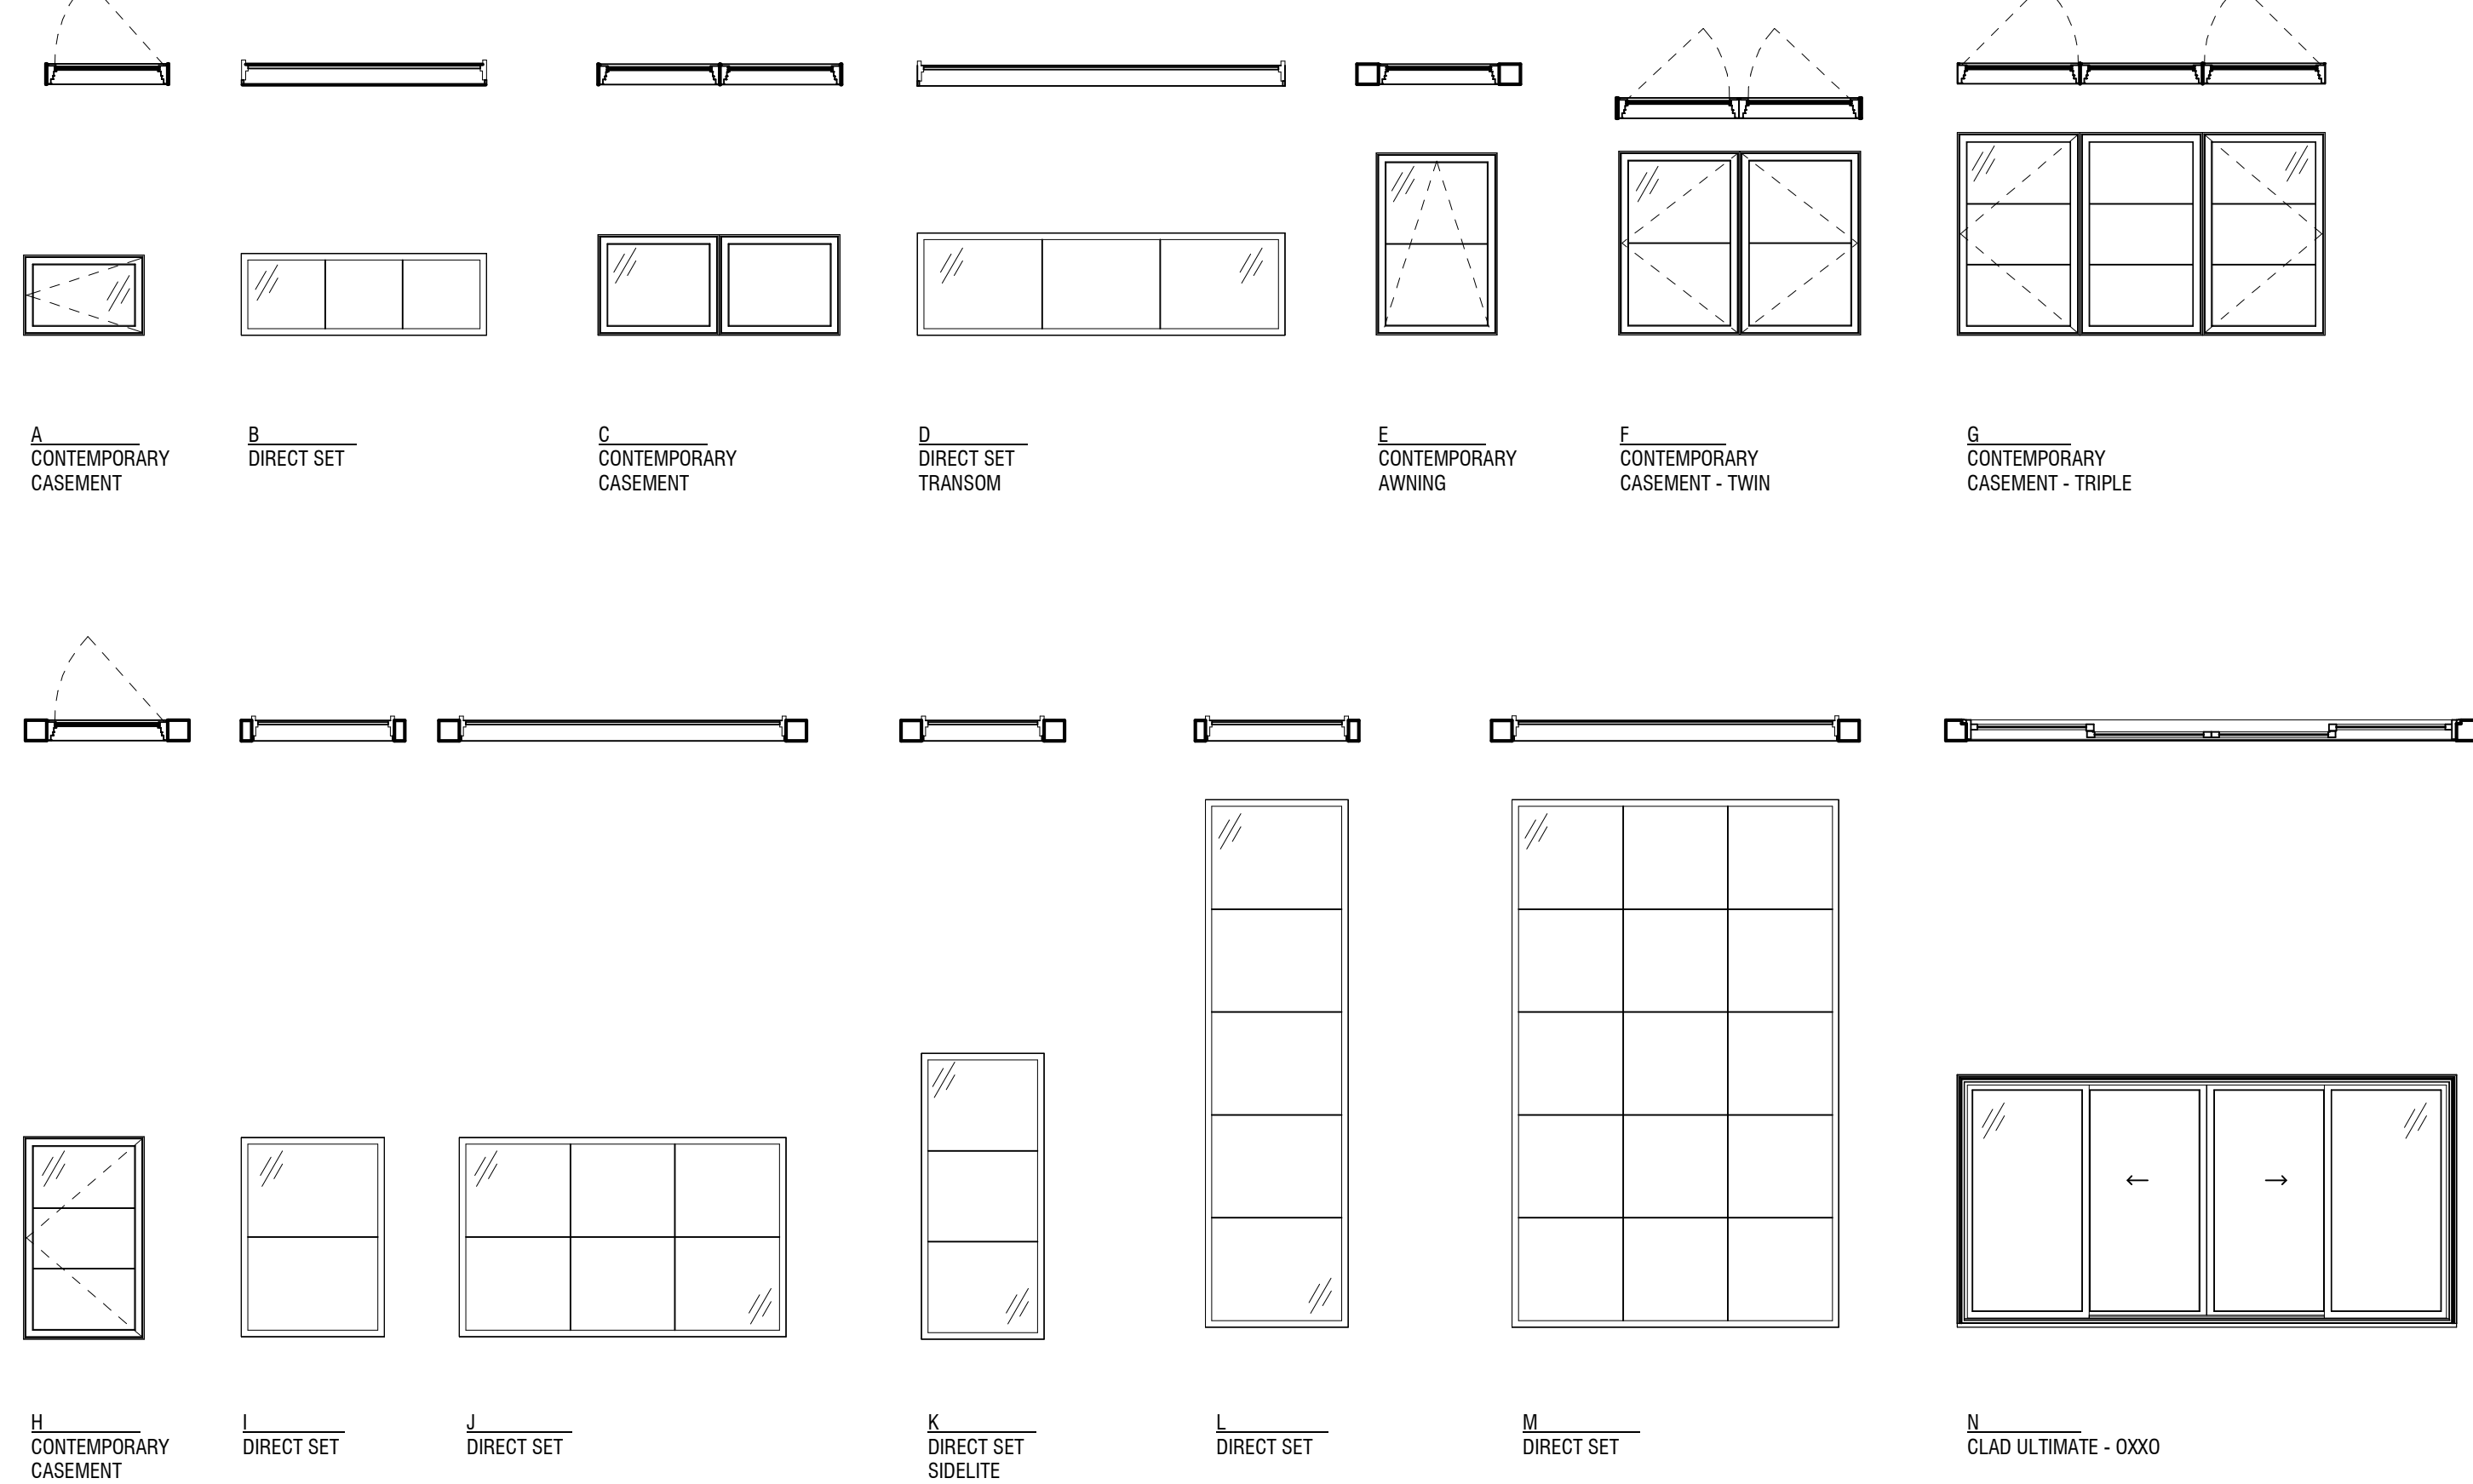 A
CONTEMPORARY
CASEMENT
B
DIRECT SET
C
CONTEMPORARY
CASEMENT
D
DIRECT SET
TRANSOM
E
CONTEMPORARY
AWNING
F
CONTEMPORARY
CASEMENT - TWIN
G
CONTEMPORARY
CASEMENT - TRIPLE
H
CONTEMPORARY
CASEMENT
I
DIRECT SET
J
DIRECT SET
K
DIRECT SET
SIDELITE
L
DIRECT SET
M
DIRECT SET
N
CLAD ULTIMATE - OXXO